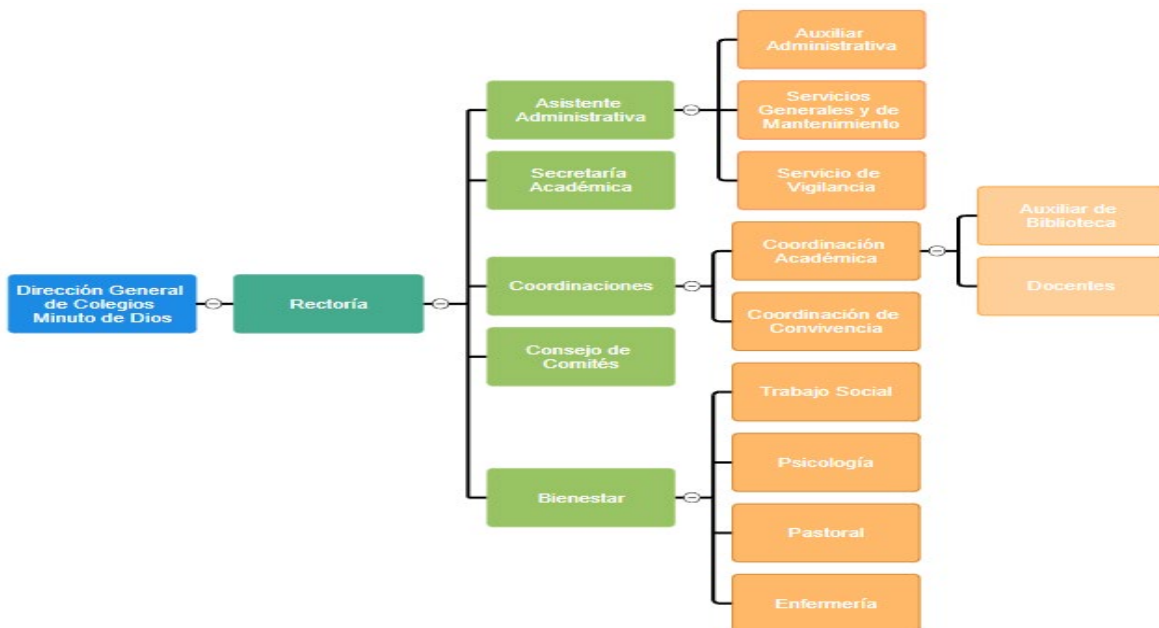 Dirección General
de Colegios
Minuto de Dios
Rectoría
Asistente
Administrativa
Auxiliar
Administrativa
Servicios
Generales y de
Mantenimiento
Servicio de
Vigilancia
Secretaría
Académica
Coordinaciones
Coordinación
Académica
Auxiliar de
Biblioteca
Docentes
Coordinación de
Convivencia
Consejo de
Comités
Bienestar
Trabajo Social
Psicología
Pastoral
Enfermería